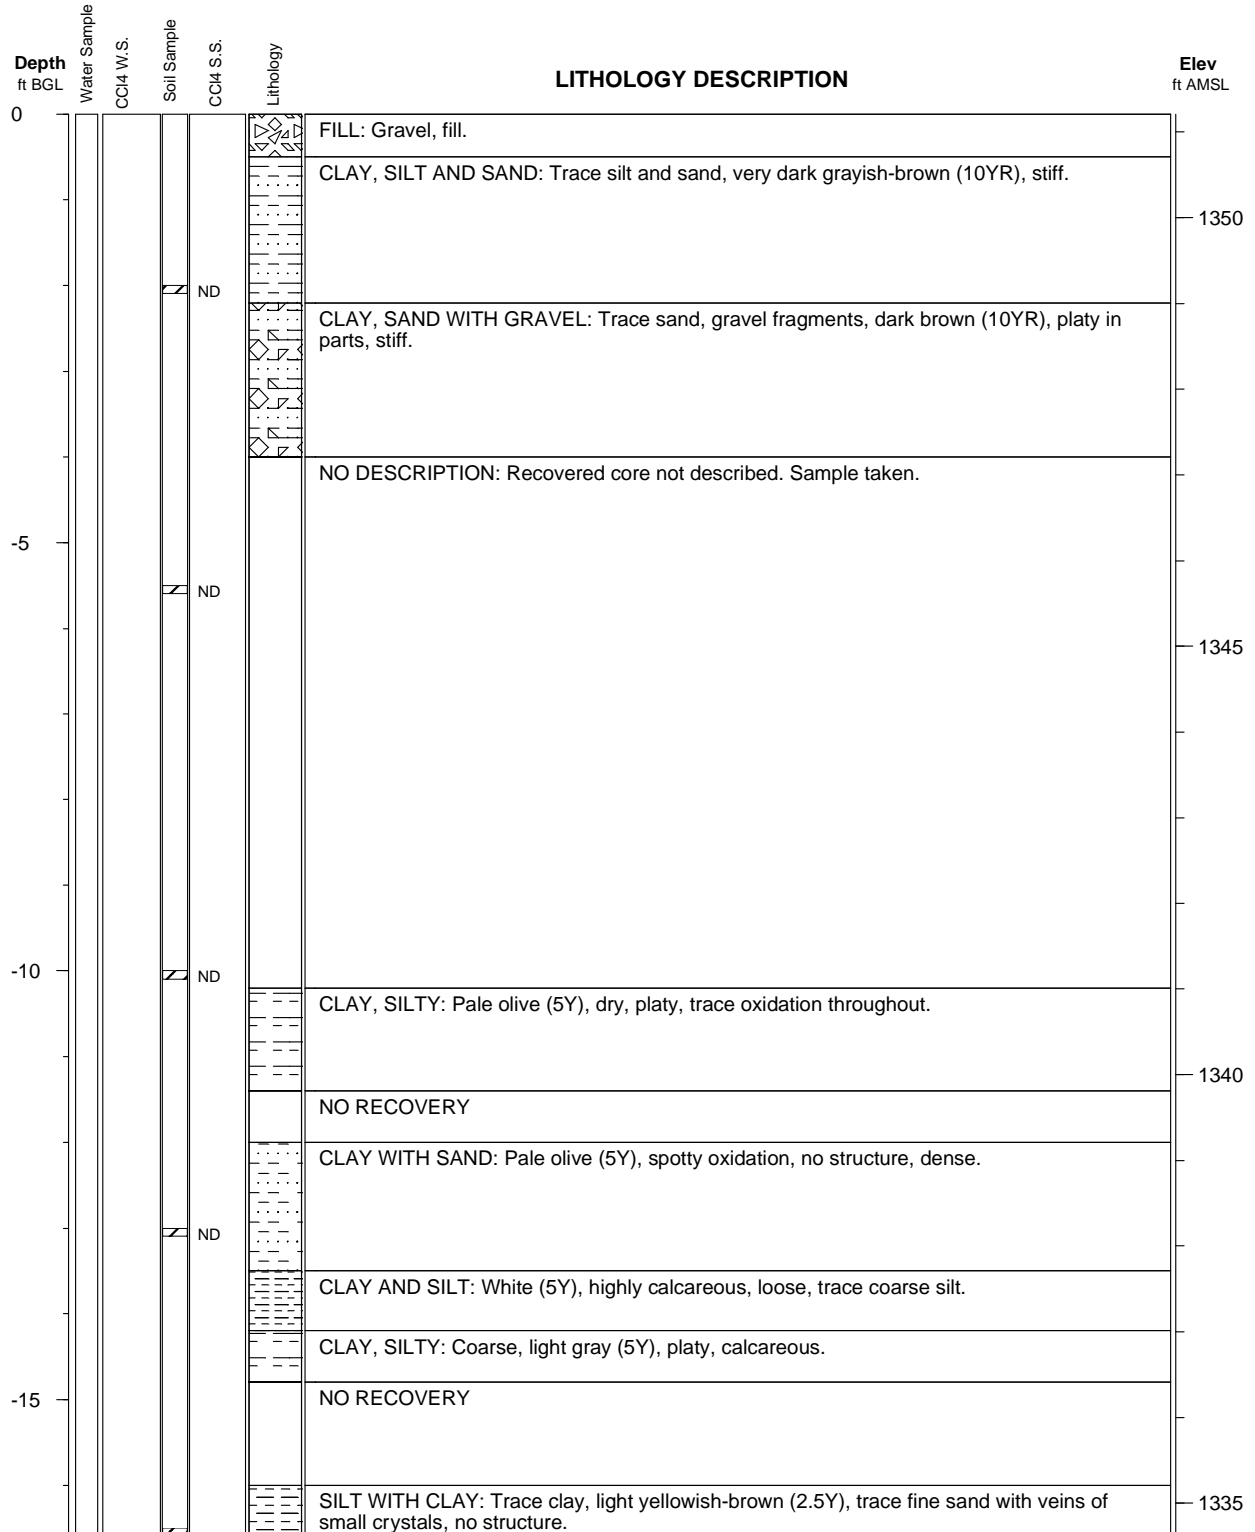 Depth
ft BGL
Water Sample
CCl4 W.S.
Soil Sample
CCl4 S.S.
Lithology
LITHOLOGY DESCRIPTION
Elev
ft AMSL
0
FILL: Gravel, fill.
CLAY, SILT AND SAND: Trace silt and sand, very dark grayish-brown (10YR), stiff.
1350
ND
CLAY, SAND WITH GRAVEL: Trace sand, gravel fragments, dark brown (10YR), platy in
parts, stiff.
NO DESCRIPTION: Recovered core not described. Sample taken.
-5
ND
1345
-10
ND
CLAY, SILTY: Pale olive (5Y), dry, platy, trace oxidation throughout.
1340
NO RECOVERY
CLAY WITH SAND: Pale olive (5Y), spotty oxidation, no structure, dense.
ND
CLAY AND SILT: White (5Y), highly calcareous, loose, trace coarse silt.
CLAY, SILTY: Coarse, light gray (5Y), platy, calcareous.
-15
NO RECOVERY
SILT WITH CLAY: Trace clay, light yellowish-brown (2.5Y), trace fine sand with veins of
small crystals, no structure.
1335